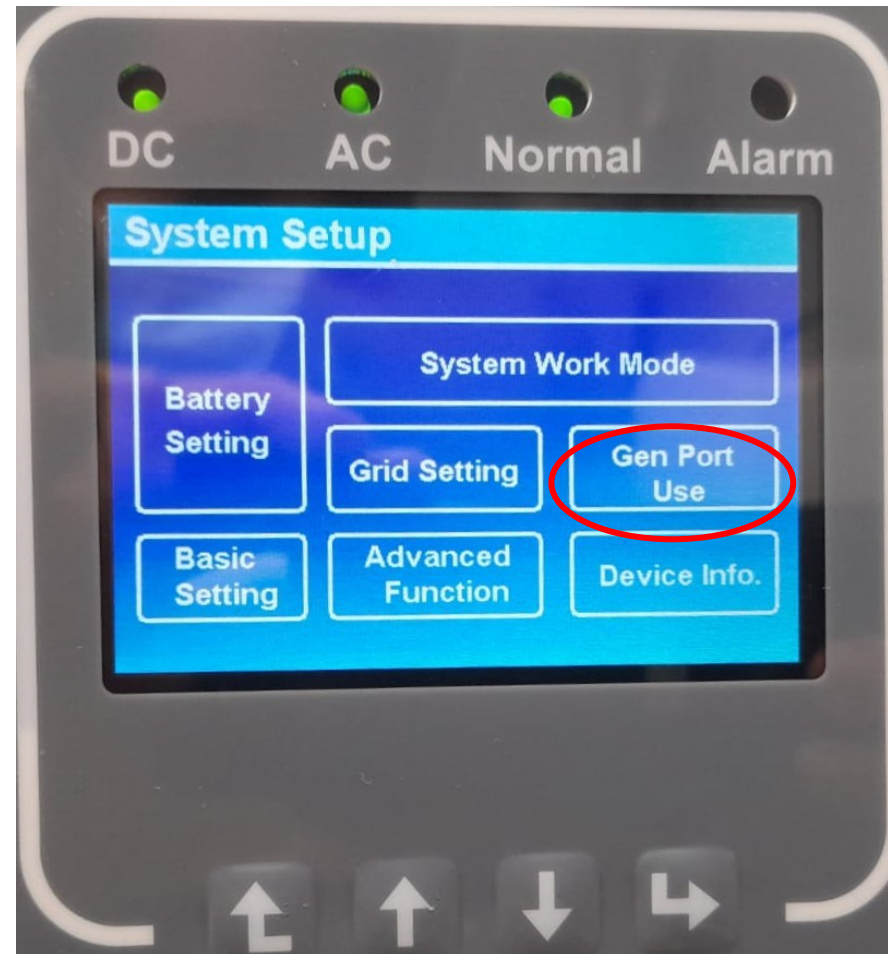 DC AC Normal Alarm
System Setup
Battery
Setting
System Work Mode
Grid Setting
Gen Port
Use
Basic
Setting
Advanced
Function
Device Info.